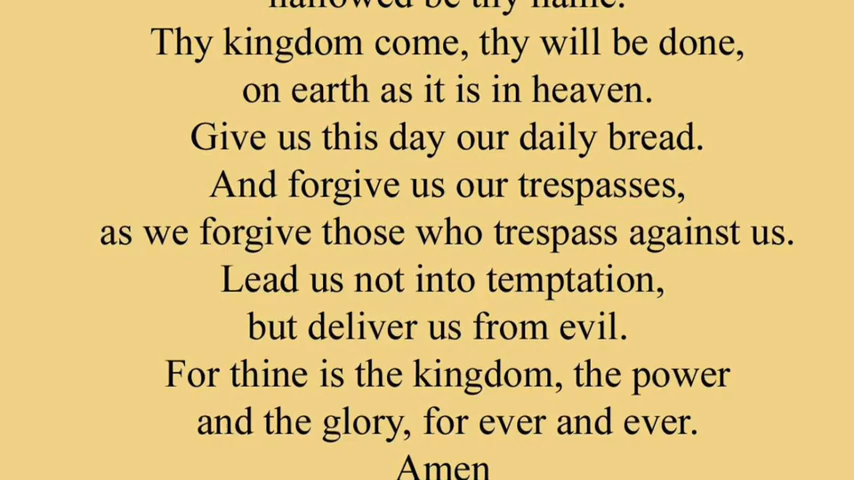 hallowed be thy name.
Thy kingdom come, thy will be done,
on earth as it is in heaven.
Give us this day our daily bread.
And forgive us our trespasses,
as we forgive those who trespass against us.
Lead us not into temptation,
but deliver us from evil.
For thine is the kingdom, the power
and the glory, for ever and ever.
Amen